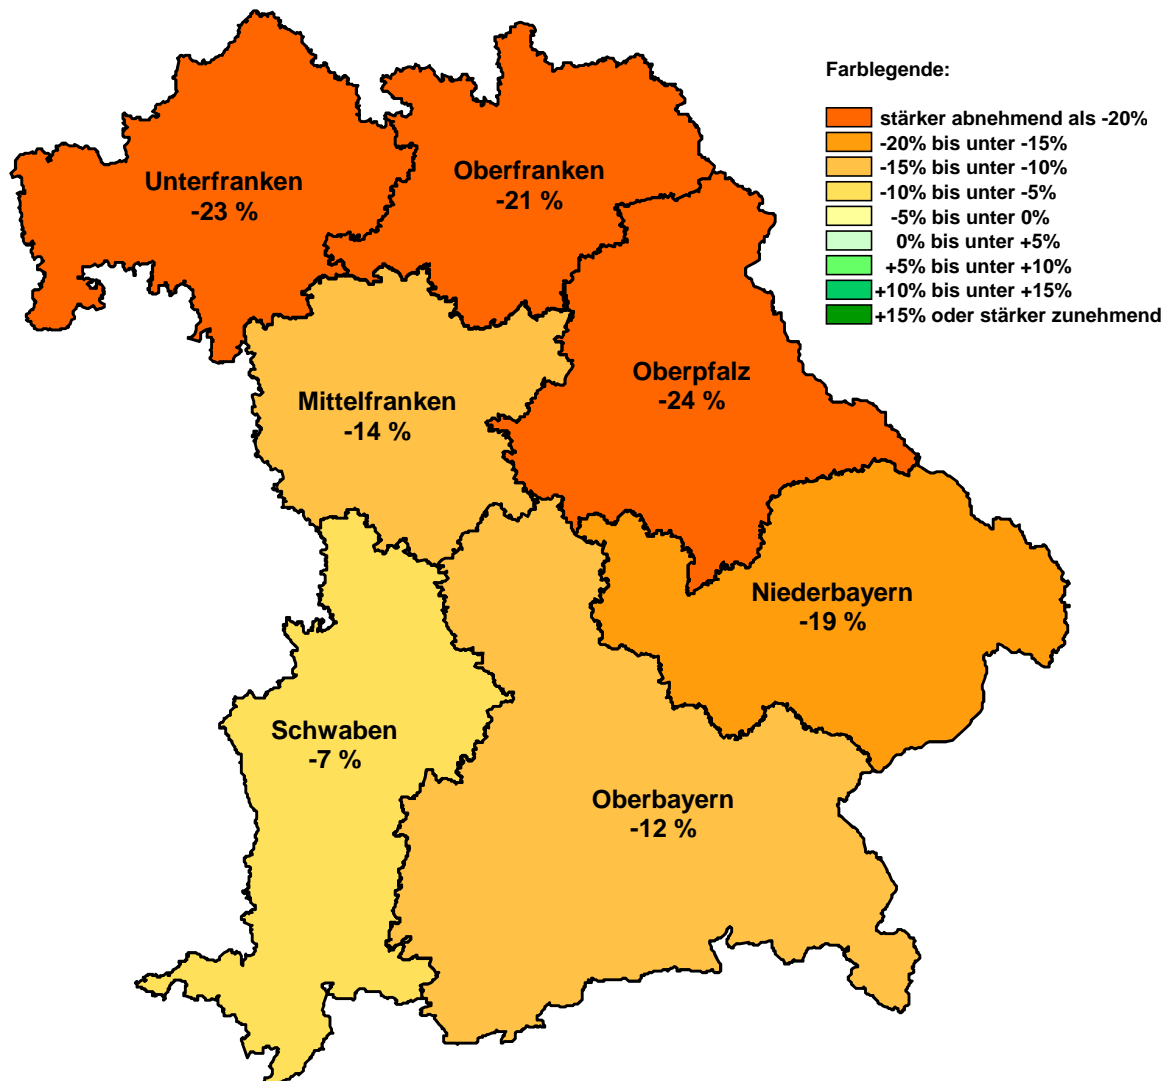 Farblegende:
stärker abnehmend als -20%
-20% bis unter -15%
-15% bis unter -10%
-10% bis unter -5%
-5% bis unter 0%
0% bis unter +5%
+5% bis unter +10%
+10% bis unter +15%
+15% oder stärker zunehmend
Unterfranken
-23 %
Oberfranken
-21 %
Oberpfalz
-24 %
Mittelfranken
-14 %
Niederbayern
-19 %
Schwaben
-7 %
Oberbayern
-12 %